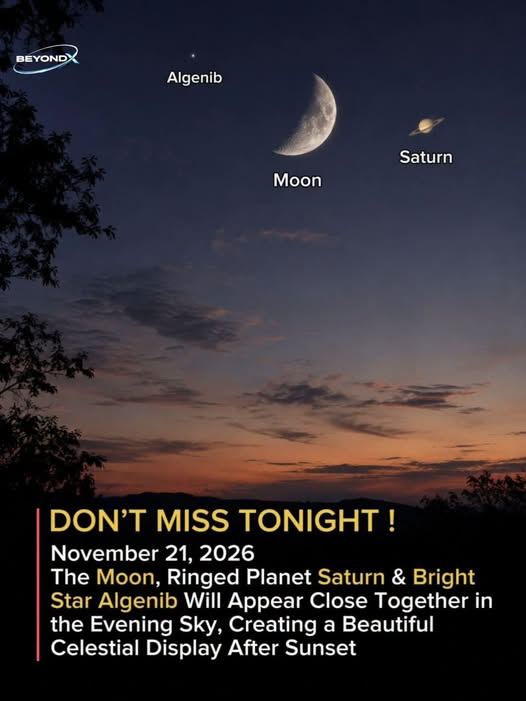 BEYONDX
Algenib
Moon
Saturn
DON'T MISS TONIGHT !
November 21, 2026
The Moon, Ringed Planet Saturn & Bright
Star Algenib Will Appear Close Together in
the Evening Sky, Creating a Beautiful
Celestial Display After Sunset